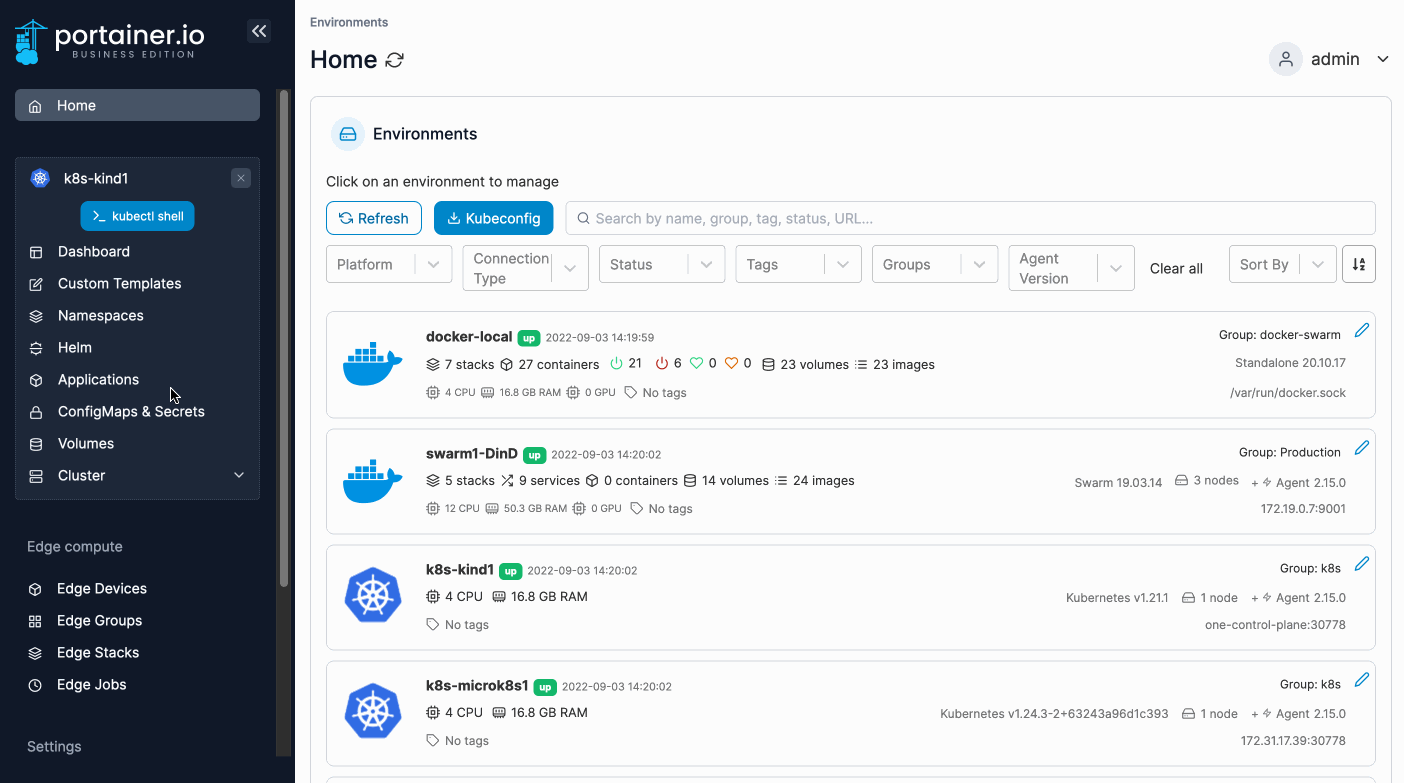 portainer.io
BUSINESS EDITION
Home
k8s-kind1
kubectl shell
Dashboard
Custom Templates
Namespaces
Helm
Applications
ConfigMaps & Secrets
Volumes
Cluster
Edge compute
Edge Devices
Edge Groups
Edge Stacks
Edge Jobs
Settings
Environments
Home
admin
Environments
Click on an environment to manage
Refresh
Kubeconfig
Search by name, group, tag, status, URL...
Platform
Connection
Type
Status
Tags
Groups
Agent
Version
Clear all
Sort By
docker-local up 2022-09-03 14:19:59
Group: docker-swarm
7 stacks 27 containers 21 6 0 0 23 volumes 23 images
Standalone 20.10.17
4 CPU 16.8 GB RAM 0 GPU No tags
/var/run/docker.sock
swarm1-DinD up 2022-09-03 14:20:02
Group: Production
5 stacks 9 services 0 containers 14 volumes 24 images
Swarm 19.03.14 3 nodes + Agent 2.15.0
12 CPU 50.3 GB RAM 0 GPU No tags
172.19.0.7:9001
k8s-kind1 up 2022-09-03 14:20:02
Group: k8s
4 CPU 16.8 GB RAM
Kubernetes v1.21.1 1 node + Agent 2.15.0
No tags
one-control-plane:30778
k8s-microk8s1 up 2022-09-03 14:20:02
Group: k8s
4 CPU 16.8 GB RAM
Kubernetes v1.24.3-2+63243a96d1c393 1 node + Agent 2.15.0
No tags
172.31.17.39:30778